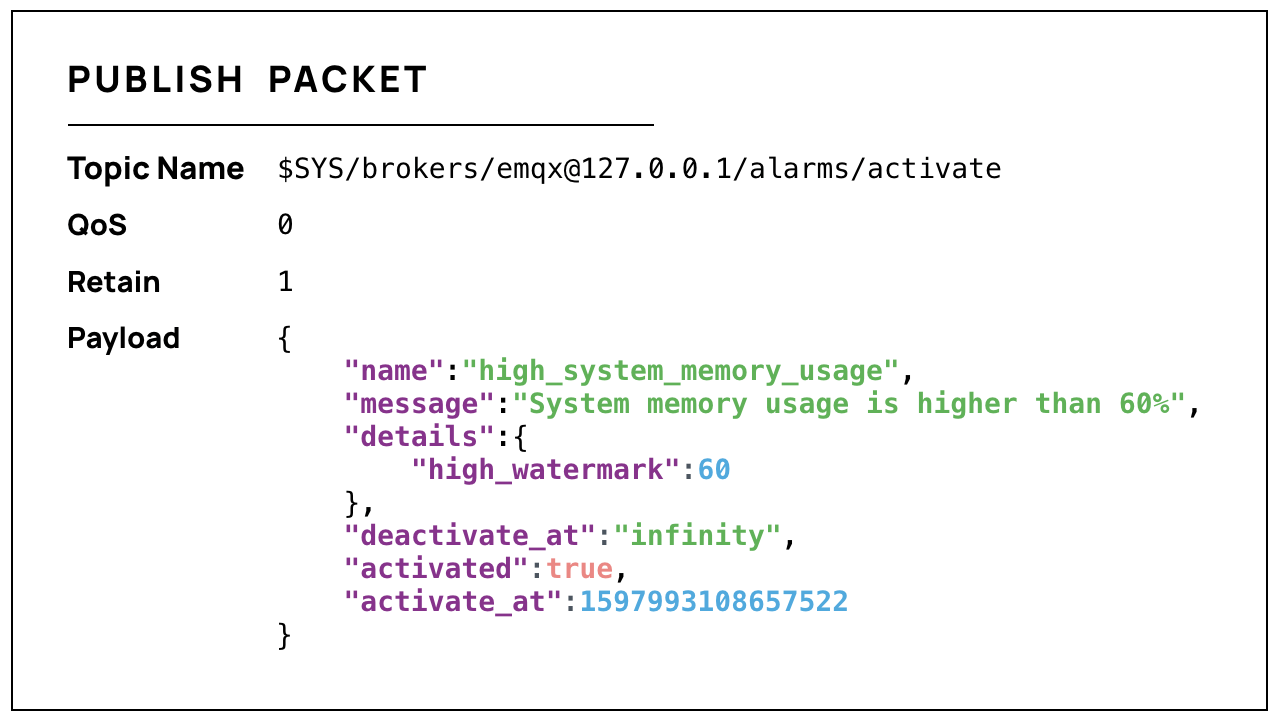 PUBLISH PACKET
Topic Name $SYS/brokers/emqx@127.0.0.1/alarms/activate
QoS 0
Retain 1
Payload {
"name":"high_system_memory_usage",
"message":"System memory usage is higher than 60%",
"details":{
"high_watermark":60
},
"deactivate_at":"infinity",
"activated":true,
"activate_at":1597993108657522
}